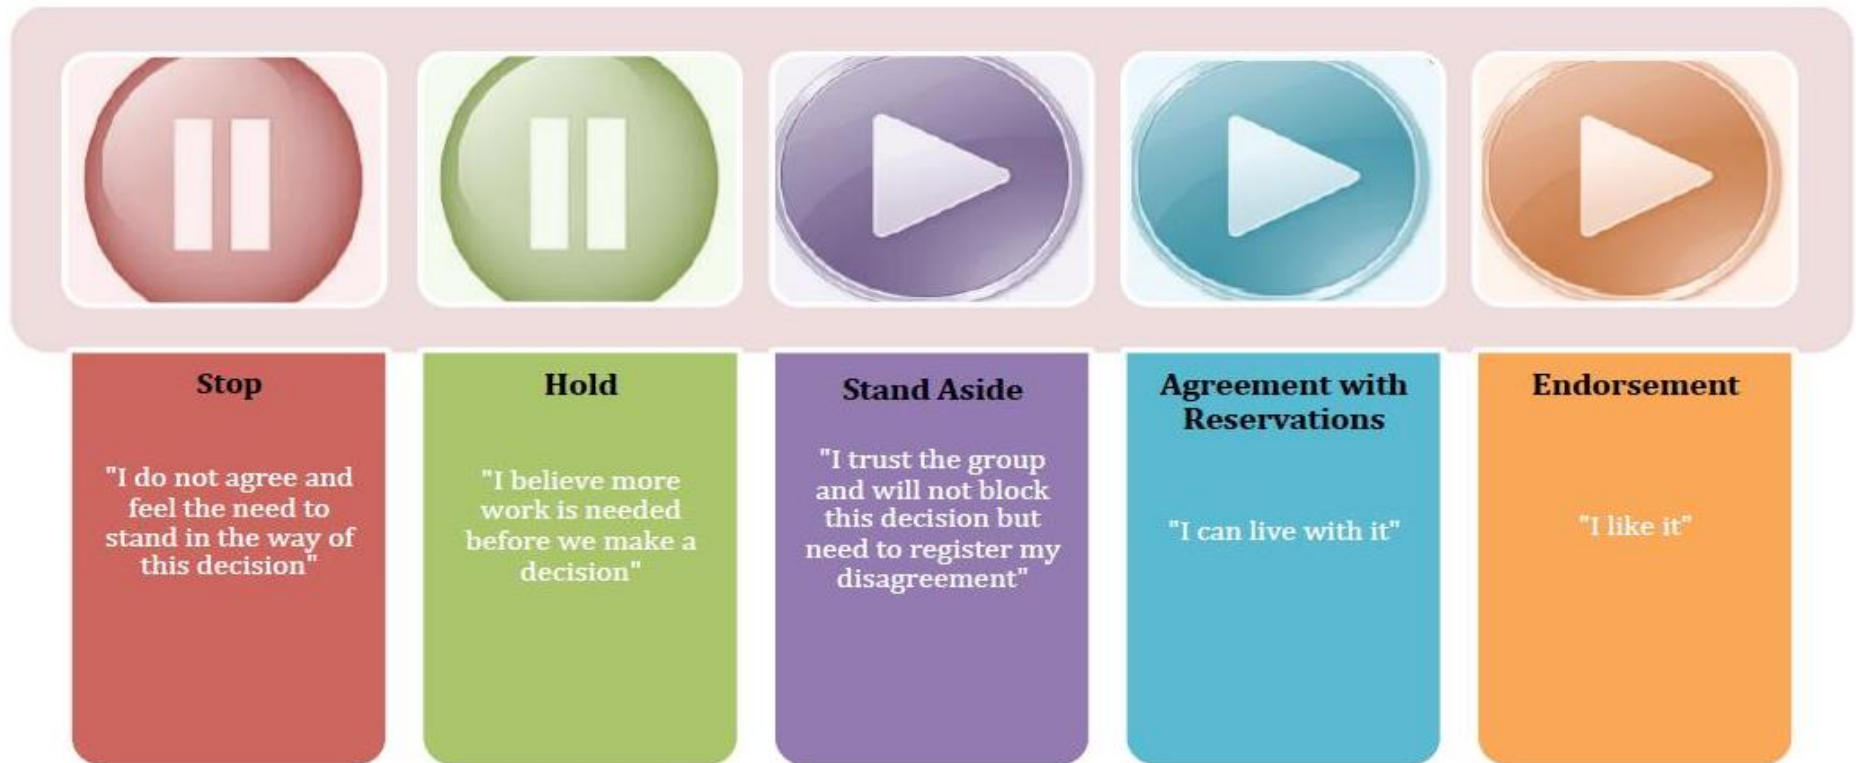 Stop
"I do not agree and
feel the need to
stand in the way of
this decision"
Hold
"I believe more
work is needed
before we make a
decision"
Stand Aside
"I trust the group
and will not block
this decision but
need to register my
disagreement"
Agreement with
Reservations
"I can live with it"
Endorsement
"I like it"